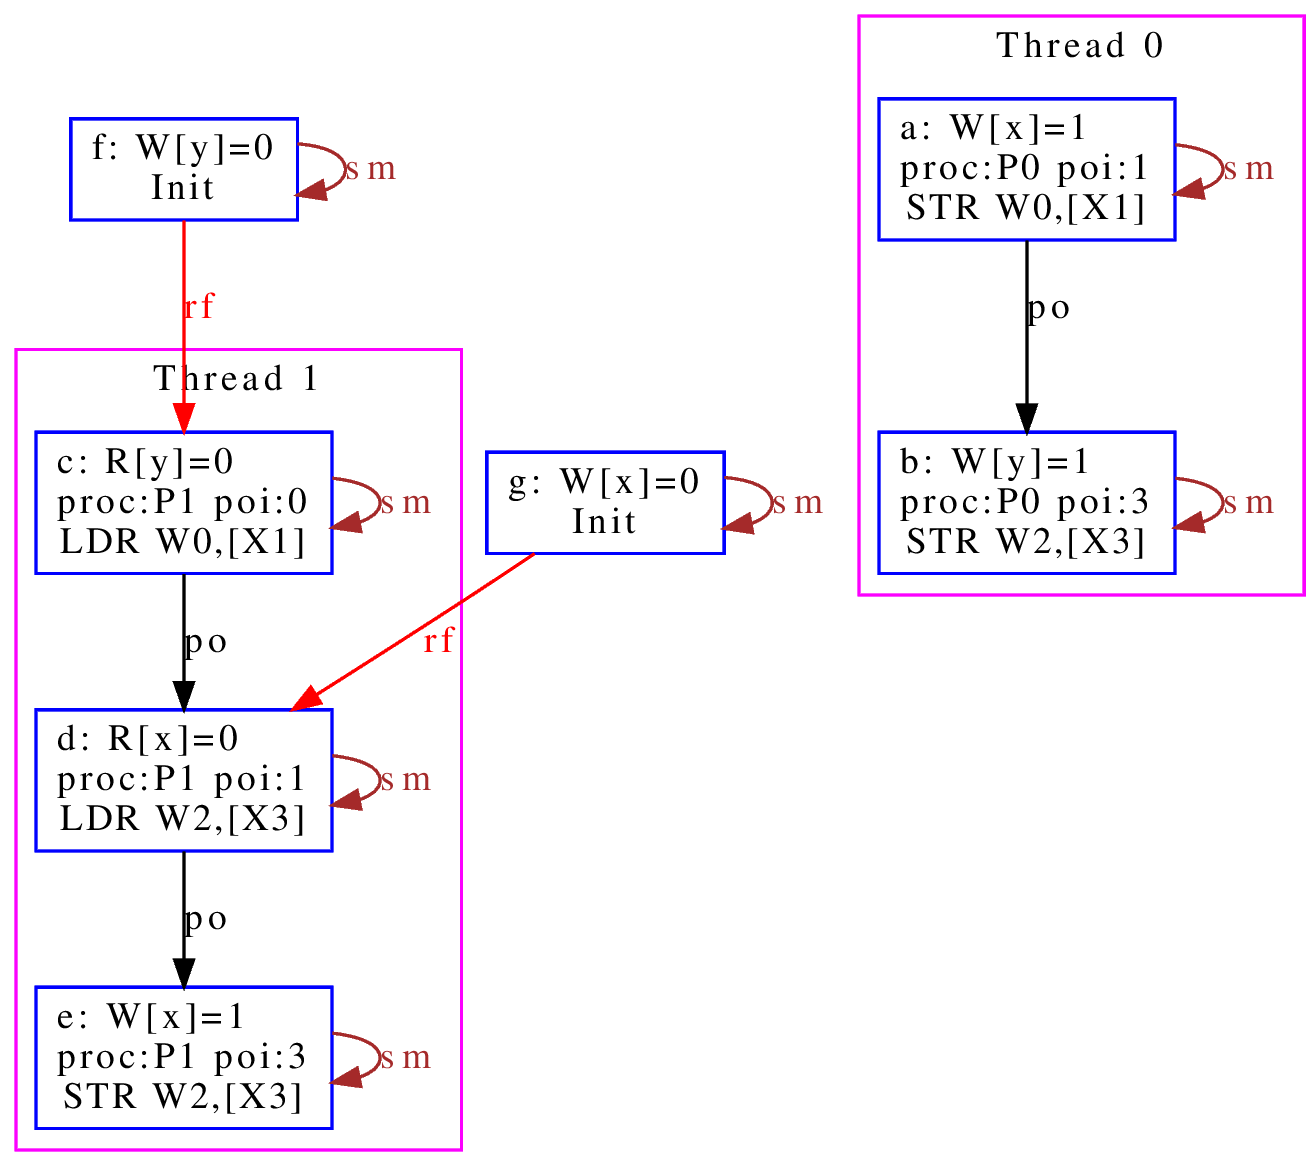 Thread 0
a: W[x]=1
proc:P0 poi:1
STR W0,[X1]
sm
po
b: W[y]=1
proc:P0 poi:3
STR W2,[X3]
sm
f: W[y]=0
Init
sm
rf
Thread 1
c: R[y]=0
proc:P1 poi:0
LDR W0,[X1]
sm
po
g: W[x]=0
Init
sm
rf
d: R[x]=0
proc:P1 poi:1
LDR W2,[X3]
sm
po
e: W[x]=1
proc:P1 poi:3
STR W2,[X3]
sm